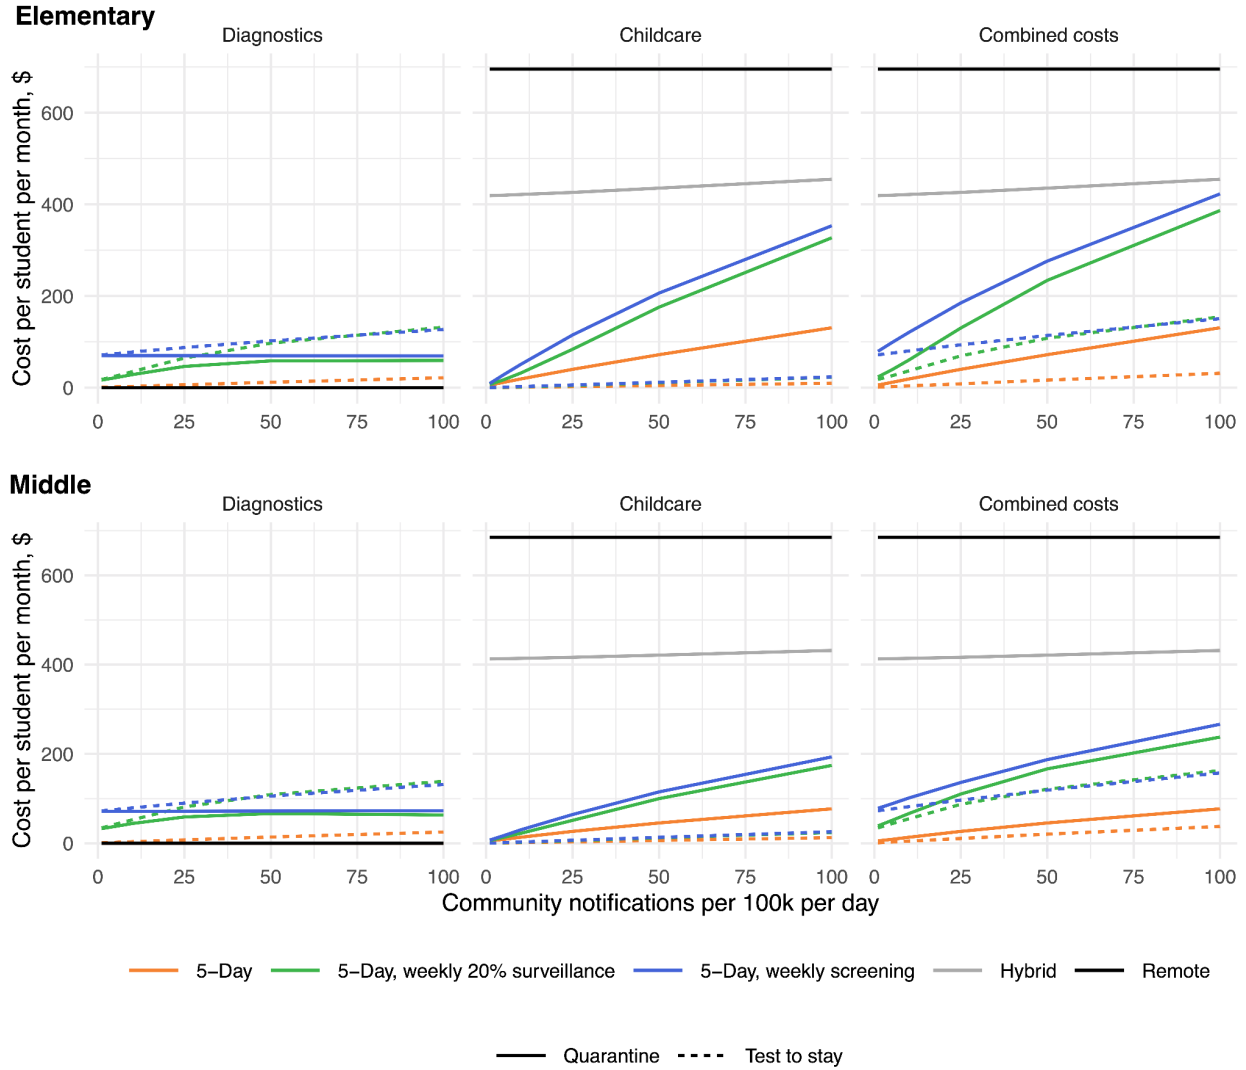 Elementary
Diagnostics Childcare Combined costs
Cost per student per month, $
600
400
200
0
0 25 50 75 100 0 25 50 75 100 0 25 50 75 100
Middle
Diagnostics Childcare Combined costs
Cost per student per month, $
600
400
200
0
0 25 50 75 100 0 25 50 75 100 0 25 50 75 100
Community notifications per 100k per day
5−Day 5−Day, weekly 20% surveillance 5−Day, weekly screening Hybrid Remote
Quarantine Test to stay